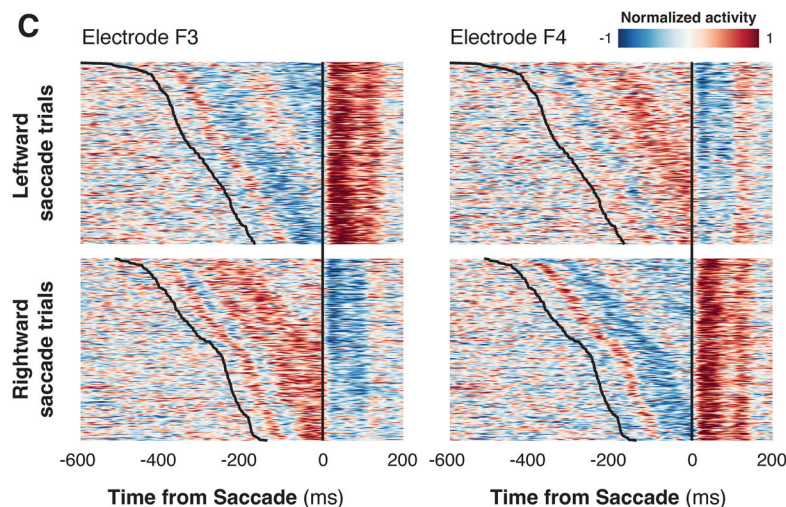 C
Electrode F3
Electrode F4
Normalized activity
-1
1
Leftward
saccade trials
Rightward
saccade trials
-600
-400
-200
0
200
-600
-400
-200
0
200
Time from Saccade (ms)
Time from Saccade (ms)